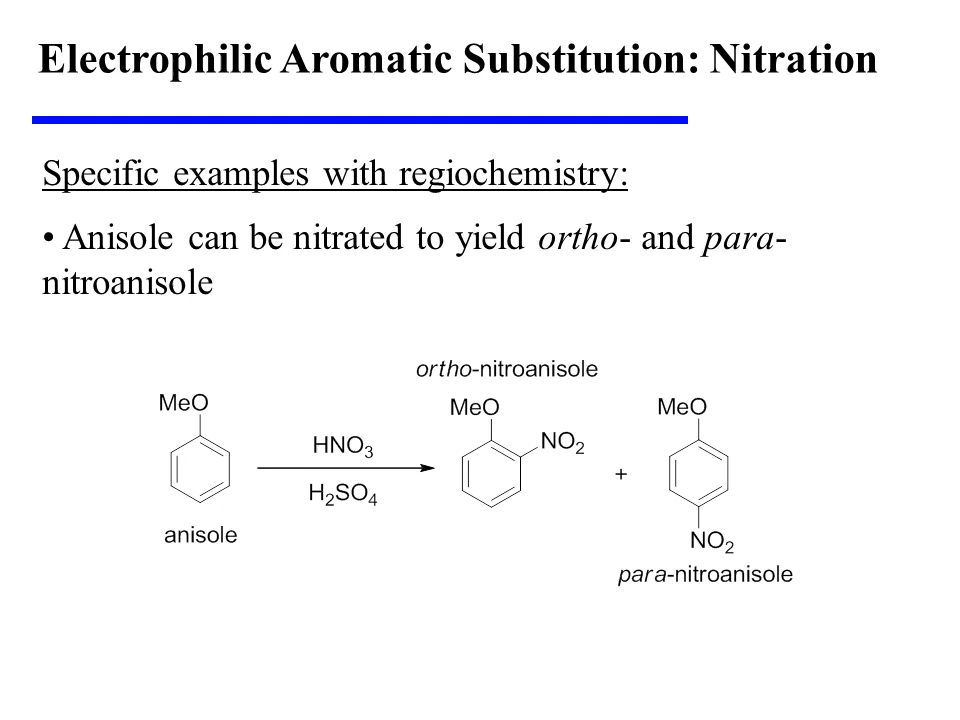 Electrophilic Aromatic Substitution: Nitration
Specific examples with regiochemistry:
• Anisole can be nitrated to yield ortho- and para-
nitroanisole
ortho-nitroanisole
MeO
MeO
MeO
HNO3
NO2
+
H2SO4
anisole
NO2
para-nitroanisole